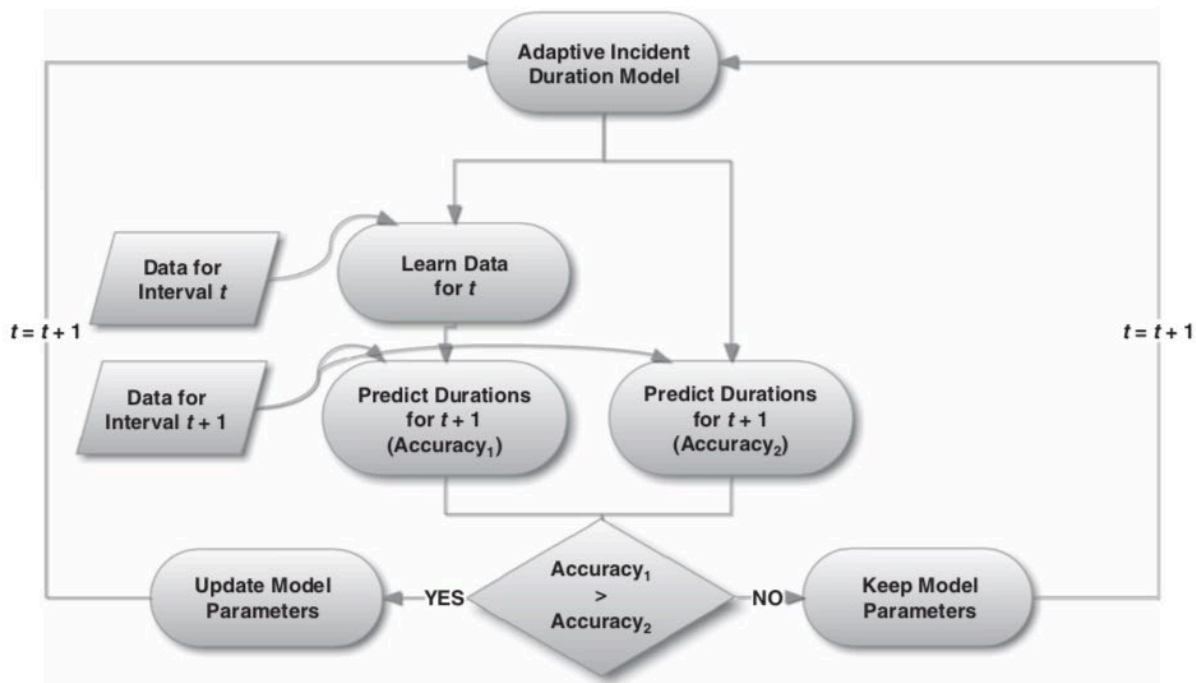 Adaptive Incident
Duration Model
Data for
Interval t
Learn Data
for t
t = t + 1
t = t + 1
Data for
Interval t + 1
Predict Durations
for t + 1
(Accuracy₁)
Predict Durations
for t + 1
(Accuracy₂)
Update Model
Parameters
YES
Accuracy₁
>
Accuracy₂
NO
Keep Model
Parameters